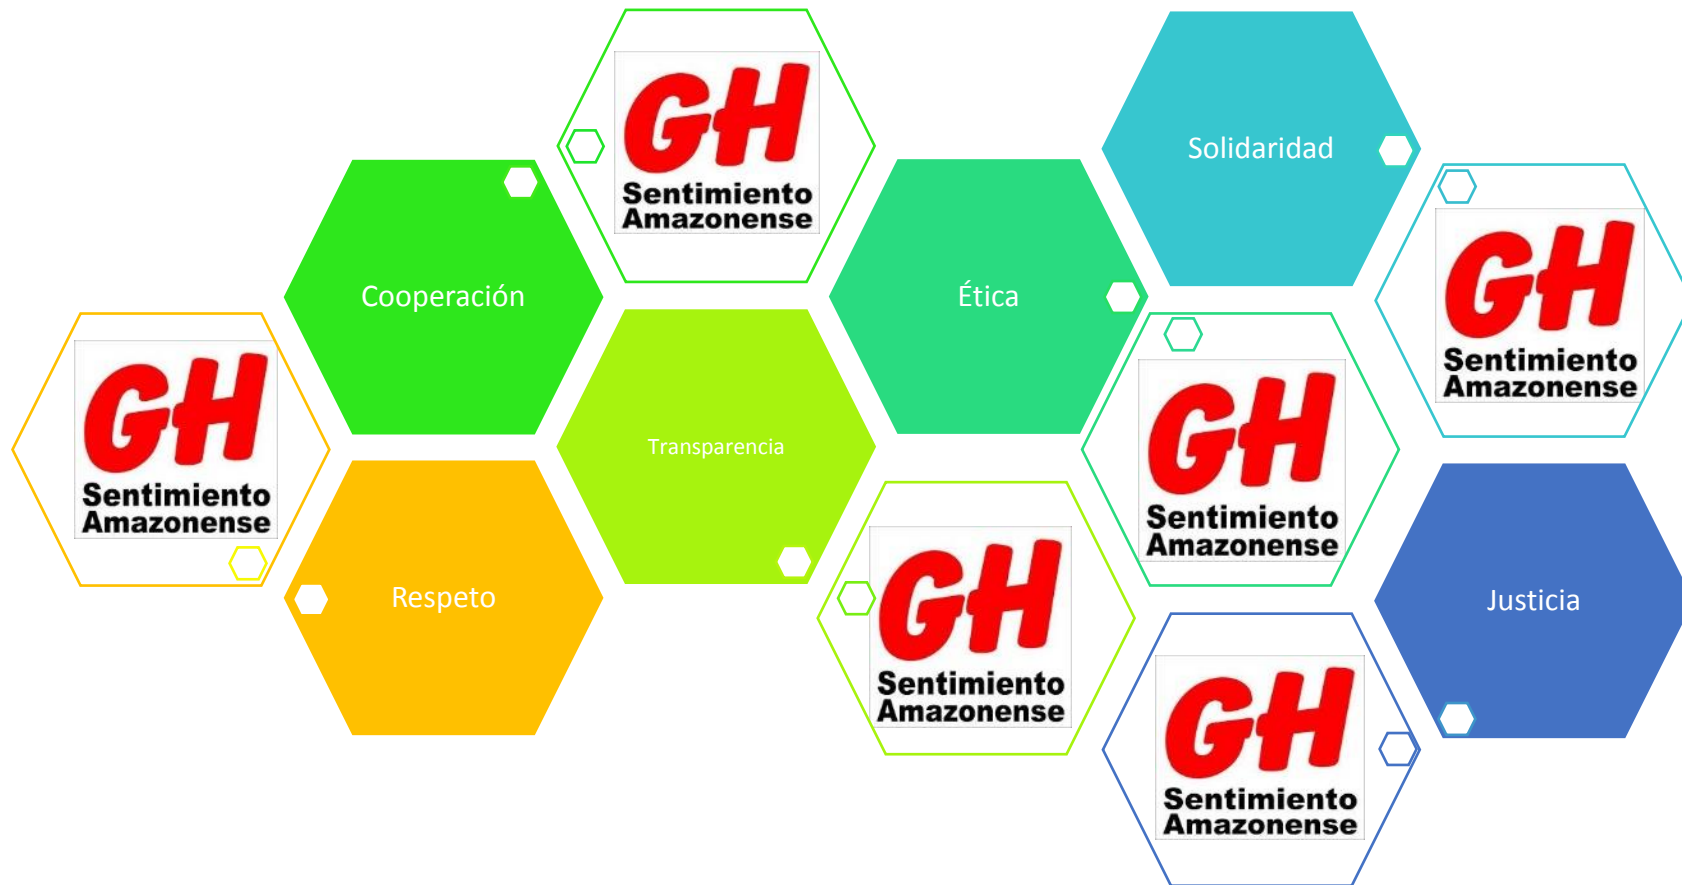 GH
Sentimiento
Amazonense
Solidaridad
Cooperación
Ética
GH
Sentimiento
Amazonense
GH
Sentimiento
Amazonense
Transparencia
GH
Sentimiento
Amazonense
Respeto
Justicia
GH
Sentimiento
Amazonense
GH
Sentimiento
Amazonense